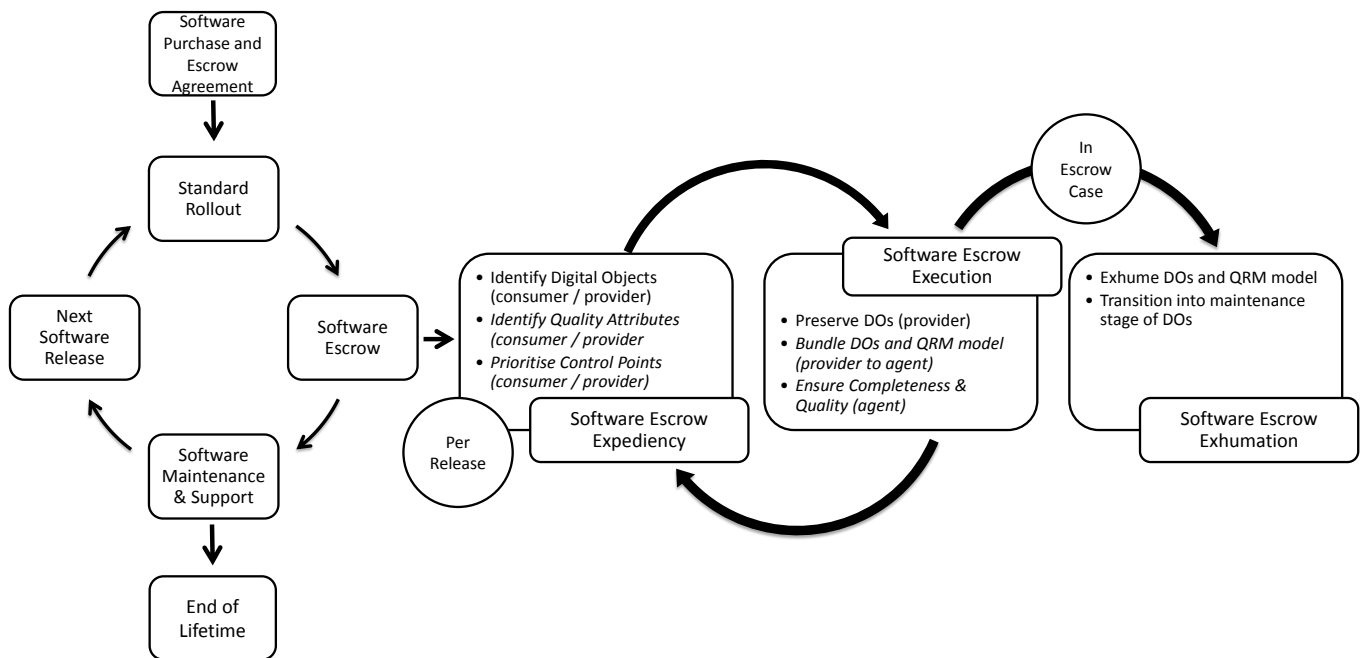 Software
Purchase and
Escrow
Agreement
Standard
Rollout
Next
Software
Release
Software
Escrow
Software
Maintenance
& Support
End of
Lifetime
• Identify Digital Objects
(consumer / provider)
• Identify Quality Attributes
(consumer / provider
• Prioritise Control Points
(consumer / provider)
Software Escrow
Expediency
Per
Release
Software Escrow
Execution
• Preserve DOs (provider)
• Bundle DOs and QRM model
(provider to agent)
• Ensure Completeness &
Quality (agent)
In
Escrow
Case
• Exhume DOs and QRM model
• Transition into maintenance
stage of DOs
Software Escrow
Exhumation